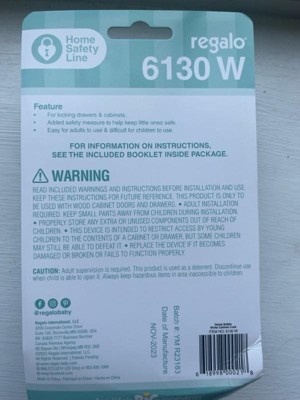 Home
Safety
Line
regalo®
6130 W
Feature
• For locking drawers & cabinets.
• Added safety measure to help keep little ones safe.
• Easy for adults to use & difficult for children to use.
FOR INFORMATION ON INSTRUCTIONS,
SEE THE INCLUDED BOOKLET INSIDE PACKAGE.
WARNING
READ INCLUDED WARNINGS AND INSTRUCTIONS BEFORE INSTALLATION AND USE.
KEEP THESE INSTRUCTIONS FOR FUTURE REFERENCE. THIS PRODUCT IS ONLY TO
BE USED WITH WOOD CABINET DOORS AND DRAWERS. • ADULT INSTALLATION
REQUIRED. KEEP SMALL PARTS AWAY FROM CHILDREN DURING INSTALLATION.
• PROPERLY STORE ANY EXTRA OR UNUSED COMPONENTS OUT OF REACH OF
CHILDREN. • THIS DEVICE IS INTENDED TO RESTRICT ACCESS BY YOUNG
CHILDREN TO THE CONTENTS OF A CABINET OR DRAWER, BUT SOME CHILDREN
MAY STILL BE ABLE TO DEFEAT IT. • REPLACE THE DEVICE IF IT BECOMES
DAMAGED OR BROKEN OR FAILS TO FUNCTION PROPERLY.
CAUTION: Adult supervision is required. This product is used as a deterrent. Discontinue use
when child is able to open it. Always keep hazardous items in area inaccessible to children.
@regalobaby
Regalo International, LLC
Batch #: YM R23183
Date of Manufacture
NOV-2023